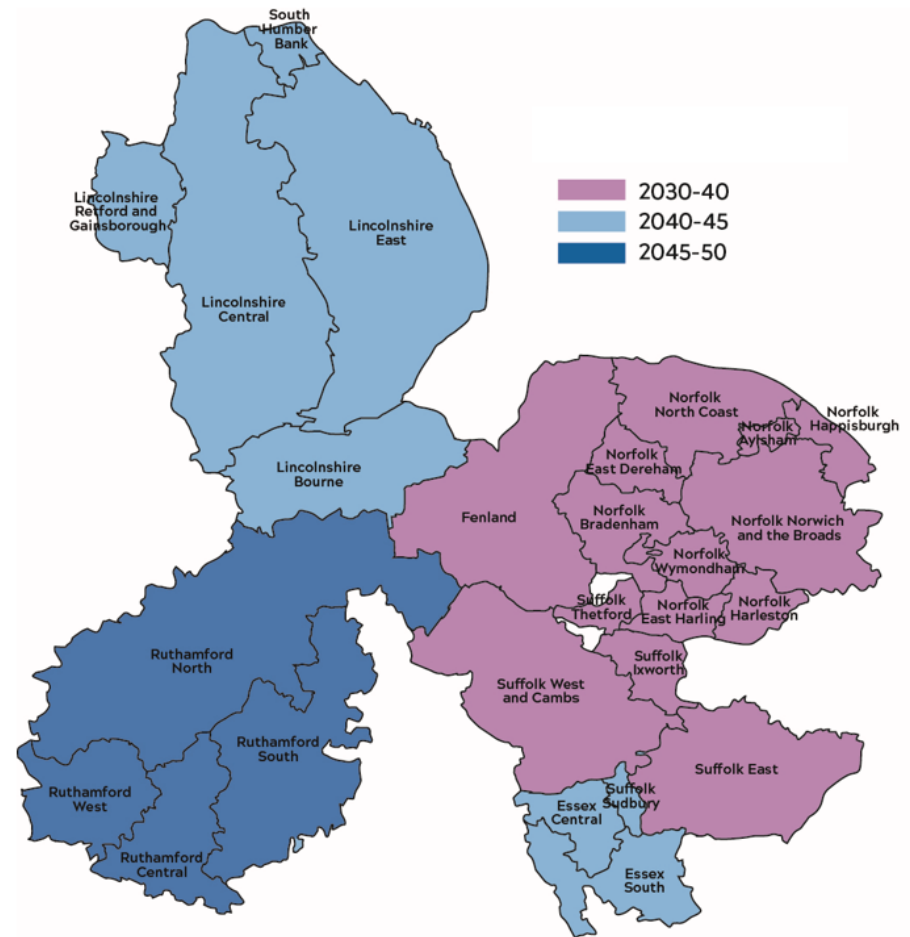 South
Humber
Bank
Lincolnshire
Retford and
Gainsborough
Lincolnshire
East
Lincolnshire
Central
2030-40
2040-45
2045-50
Norfolk
North Coast
Norfolk
Happisburgh
Norfolk
Aylsham
Norfolk
East Dereham
Lincolnshire
Bourne
Fenland
Norfolk
Bradenham
Norfolk Norwich
and the Broads
Norfolk
Wymondham
Suffolk
Thetford
Norfolk
East Harling
Norfolk
Harleston
Ruthamford
North
Suffolk
Ixworth
Suffolk West
and Cambs
Ruthamford
South
Suffolk East
Ruthamford
West
Suffolk
Sudbury
Essex
Central
Ruthamford
Central
Essex
South